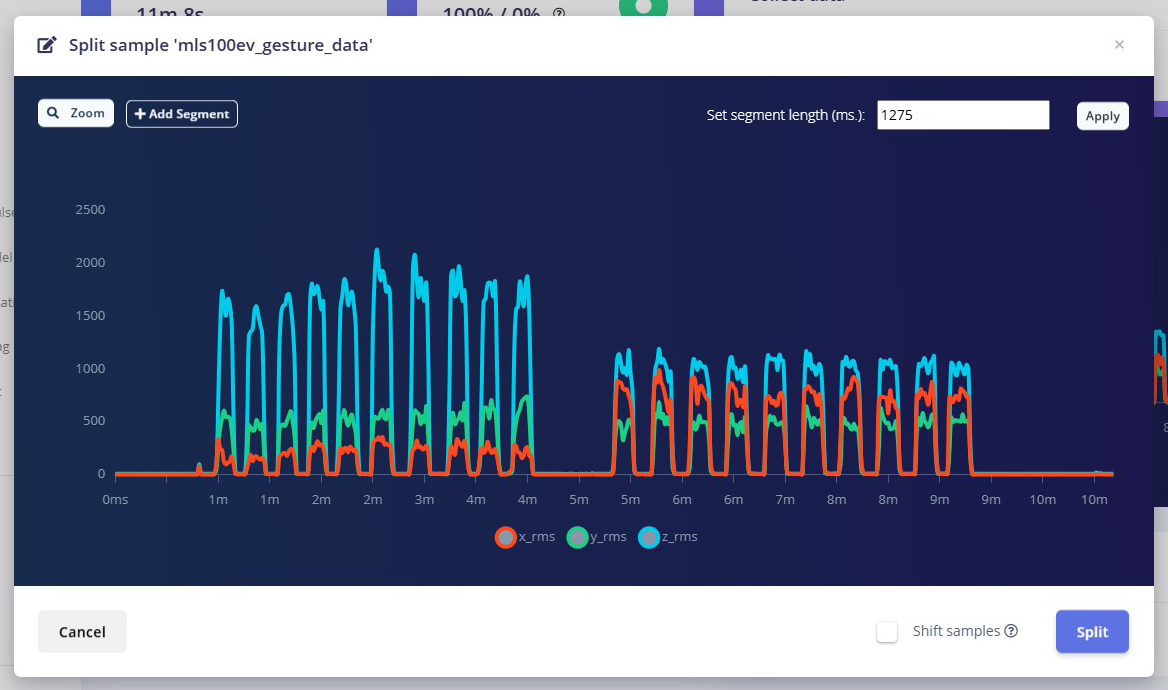 11m 8s
100% / 0%
Collect data
Split sample 'mls100ev_gesture_data'
×
Zoom
+ Add Segment
Set segment length (ms.):
1275
Apply
2500
2000
1500
1000
500
0
0ms 1m 1m 2m 2m 3m 4m 4m 5m 5m 6m 6m 7m 8m 8m 9m 9m 10m 10m
x_rms y_rms z_rms
Cancel
Shift samples
Split